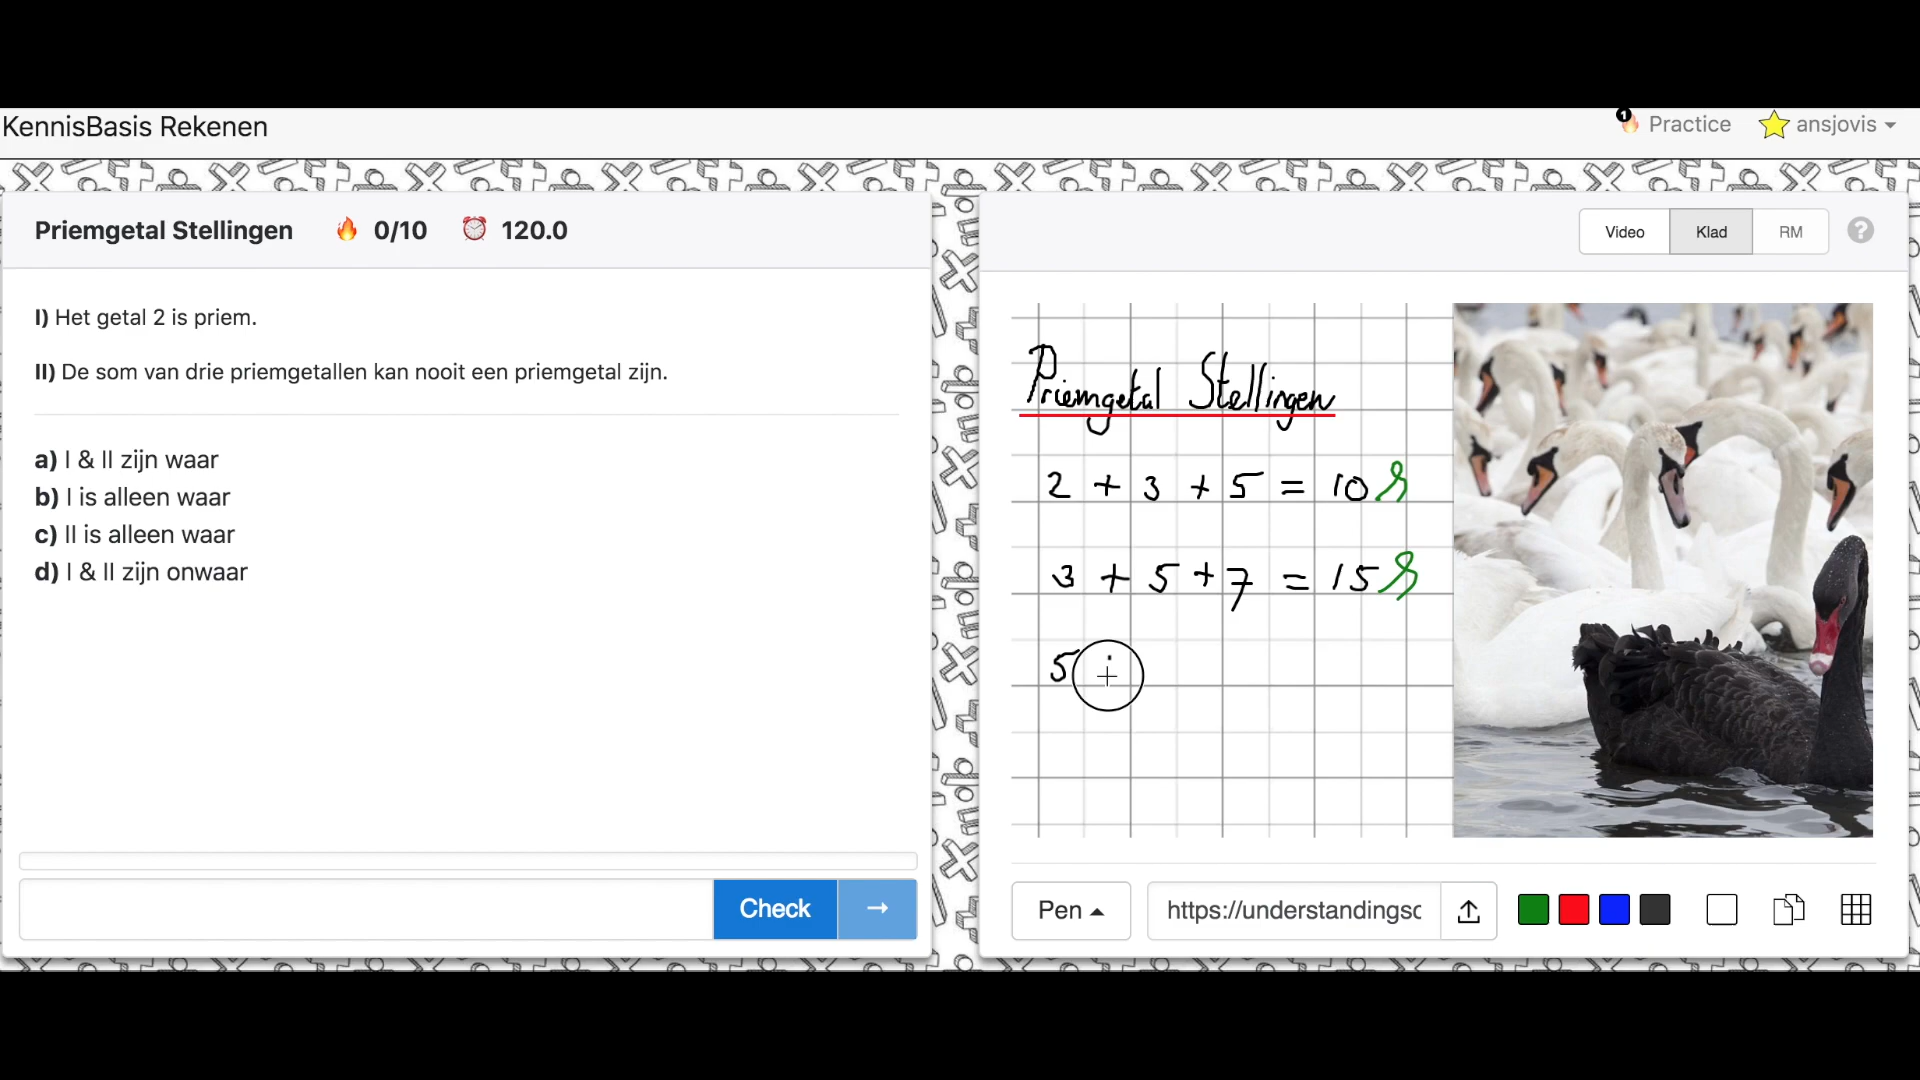 KennisBasis Rekenen
1 Practice ansjovis
Priemgetal Stellingen 0/10 120.0
I) Het getal 2 is priem.
II) De som van drie priemgetallen kan nooit een priemgetal zijn.
a) I & II zijn waar
b) I is alleen waar
c) II is alleen waar
d) I & II zijn onwaar
Check →
Video Klad RM ?
Priemgetal Stellingen
2 + 3 + 5 = 10
3 + 5 + 7 = 15
5
Pen https://understandingsc